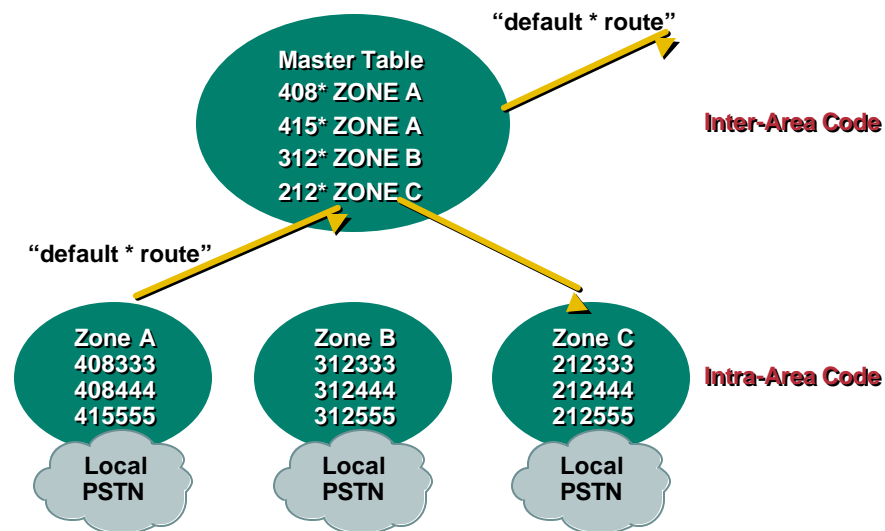 “default * route”
Master Table
408* ZONE A
415* ZONE A
312* ZONE B
212* ZONE C
Inter-Area Code
“default * route”
Zone A
408333
408444
415555
Zone B
312333
312444
312555
Zone C
212333
212444
212555
Intra-Area Code
Local
PSTN
Local
PSTN
Local
PSTN